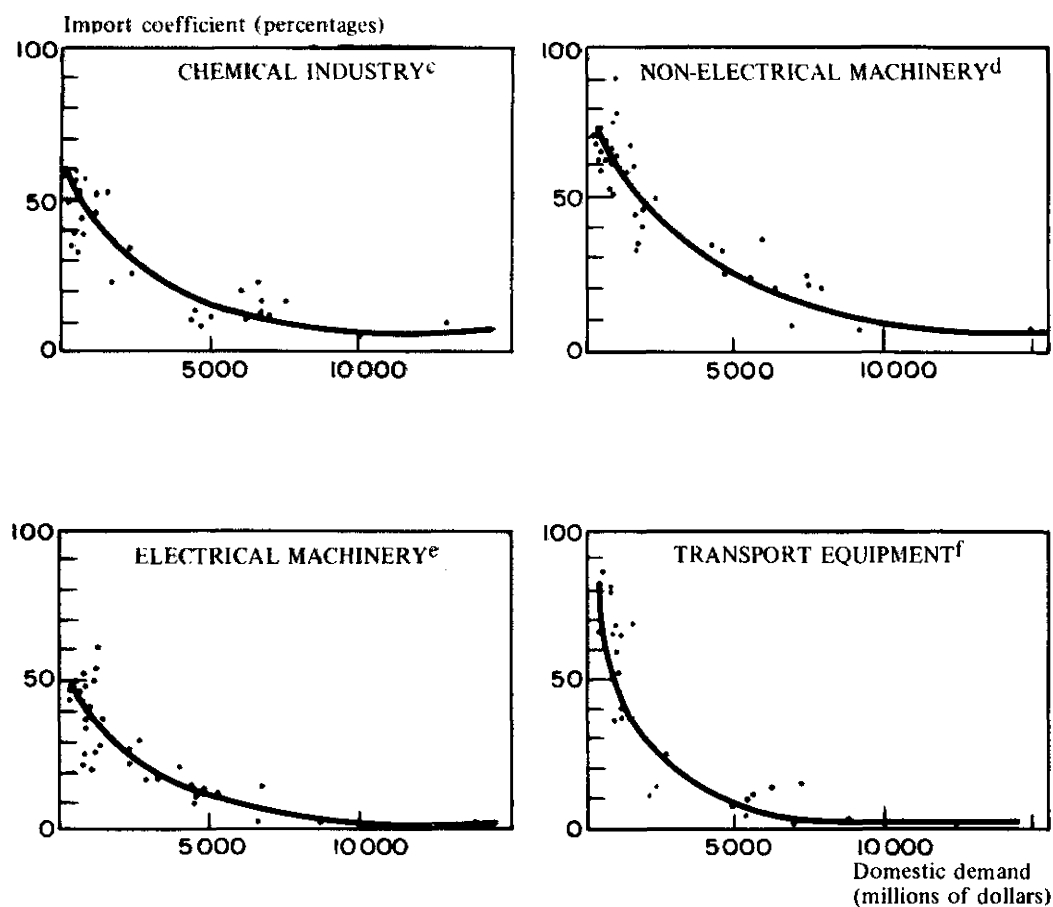 Import coefficient (percentages)
100
CHEMICAL INDUSTRYᶜ
50
0
5000
10000
100
NON-ELECTRICAL MACHINERYᵈ
50
0
5000
10000
100
ELECTRICAL MACHINERYᵉ
50
0
5000
10000
100
TRANSPORT EQUIPMENTᶠ
50
0
5000
10000
Domestic demand
(millions of dollars)